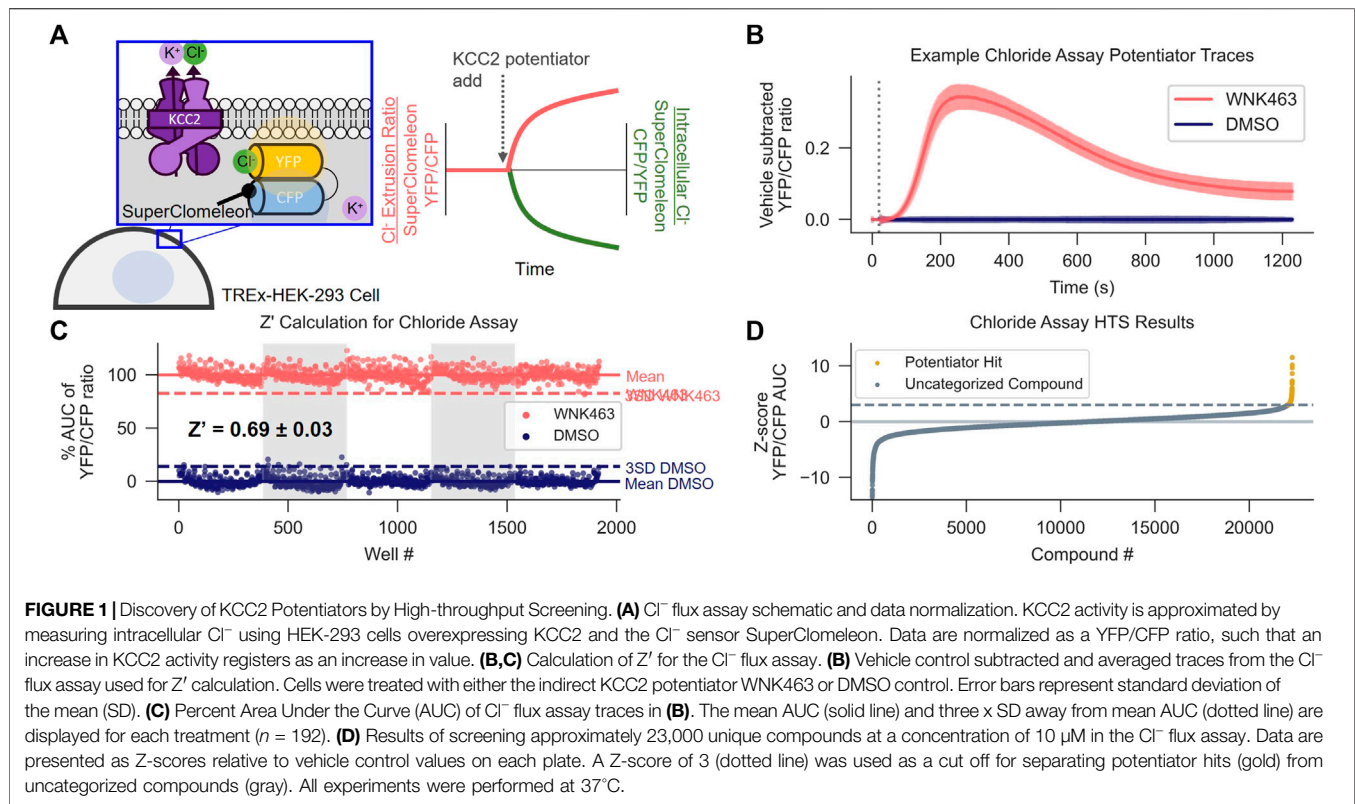 A
K⁺ Cl⁻
KCC2
Cl⁻ YFP
CFP
SuperClomeleon
K⁺
TREx-HEK-293 Cell
Cl⁻ Extrusion Ratio
SuperClomeleon
YFP/CFP
KCC2 potentiator
add
Intracellular Cl⁻
SuperClomeleon
CFP/YFP
Time
B
Example Chloride Assay Potentiator Traces
WNK463
DMSO
Vehicle subtracted
YFP/CFP ratio
0.2
0.0
0 200 400 600 800 1000 1200
Time (s)
C
Z' Calculation for Chloride Assay
% AUC of
YFP/CFP ratio
100
50
0
Mean
WNK463
3SD WNK463
WNK463
DMSO
Z’ = 0.69 ± 0.03
3SD DMSO
Mean DMSO
0 500 1000 1500 2000
Well #
D
Chloride Assay HTS Results
Potentiator Hit
Uncategorized Compound
Z-score
YFP/CFP AUC
10
0
−10
0 5000 10000 15000 20000
Compound #
FIGURE 1 | Discovery of KCC2 Potentiators by High-throughput Screening. (A) Cl⁻ flux assay schematic and data normalization. KCC2 activity is approximated by
measuring intracellular Cl⁻ using HEK-293 cells overexpressing KCC2 and the Cl⁻ sensor SuperClomeleon. Data are normalized as a YFP/CFP ratio, such that an
increase in KCC2 activity registers as an increase in value. (B,C) Calculation of Z′ for the Cl⁻ flux assay. (B) Vehicle control subtracted and averaged traces from the Cl⁻
flux assay used for Z′ calculation. Cells were treated with either the indirect KCC2 potentiator WNK463 or DMSO control. Error bars represent standard deviation of
the mean (SD). (C) Percent Area Under the Curve (AUC) of Cl⁻ flux assay traces in (B). The mean AUC (solid line) and three x SD away from mean AUC (dotted line) are
displayed for each treatment (n = 192). (D) Results of screening approximately 23,000 unique compounds at a concentration of 10 µM in the Cl⁻ flux assay. Data are
presented as Z-scores relative to vehicle control values on each plate. A Z-score of 3 (dotted line) was used as a cut off for separating potentiator hits (gold) from
uncategorized compounds (gray). All experiments were performed at 37°C.